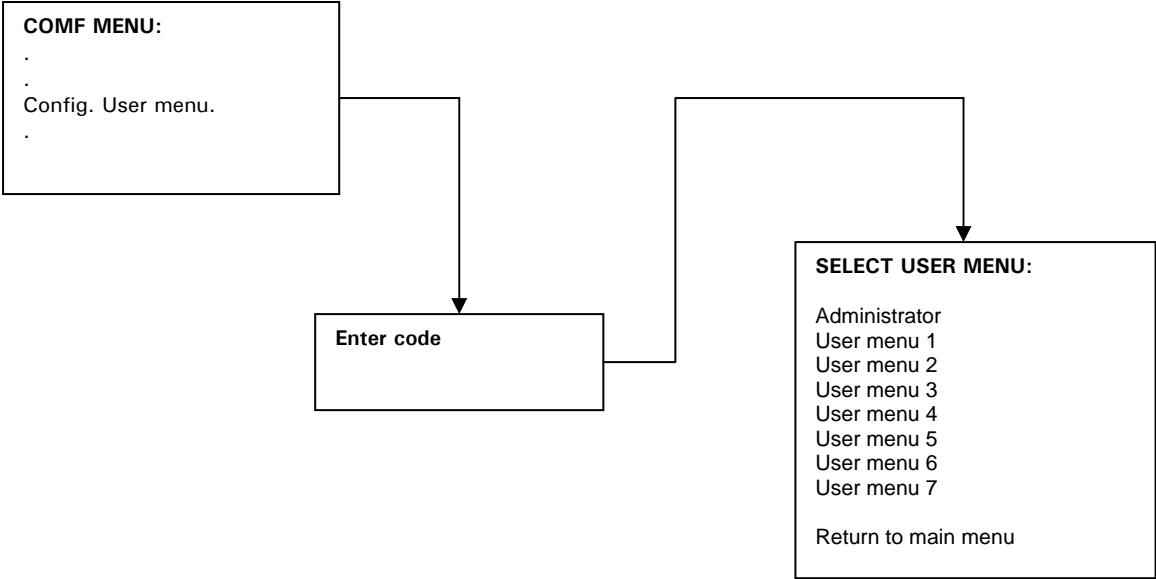 COMF MENU:
.
.
Config. User menu.
.
Enter code
SELECT USER MENU:
Administrator
User menu 1
User menu 2
User menu 3
User menu 4
User menu 5
User menu 6
User menu 7
Return to main menu